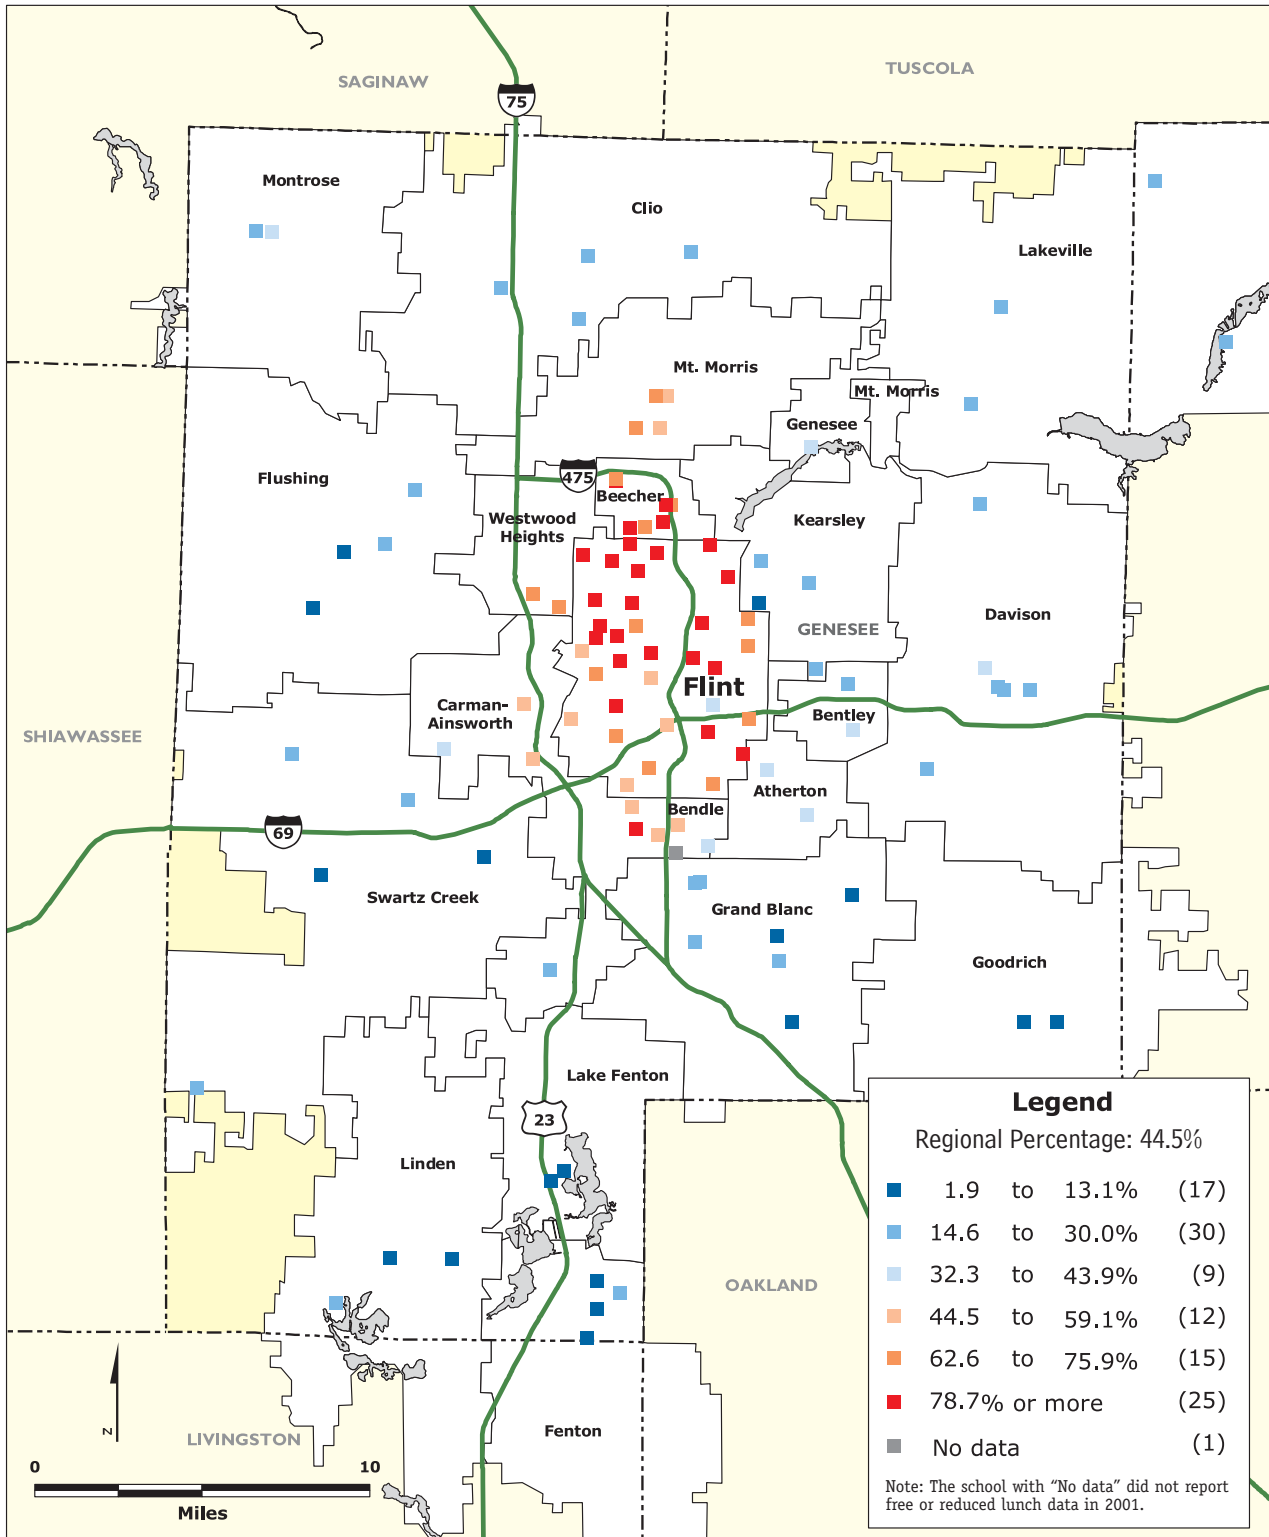 SAGINAW
TUSCOLA
75
Montrose
Clio
Lakeville
Mt. Morris
Mt. Morris
Genesee
Flushing
475
Beecher
Westwood
Heights
Kearsley
Davison
GENESEE
Flint
Carman-
Ainsworth
Bentley
SHIAWASSEE
Atherton
Bendle
69
Swartz Creek
Grand Blanc
Goodrich
Lake Fenton
23
Linden
OAKLAND
Fenton
LIVINGSTON
N
0 10
Miles
Legend
Regional Percentage: 44.5%
1.9 to 13.1% (17)
14.6 to 30.0% (30)
32.3 to 43.9% (9)
44.5 to 59.1% (12)
62.6 to 75.9% (15)
78.7% or more (25)
No data (1)
Note: The school with “No data” did not report
free or reduced lunch data in 2001.